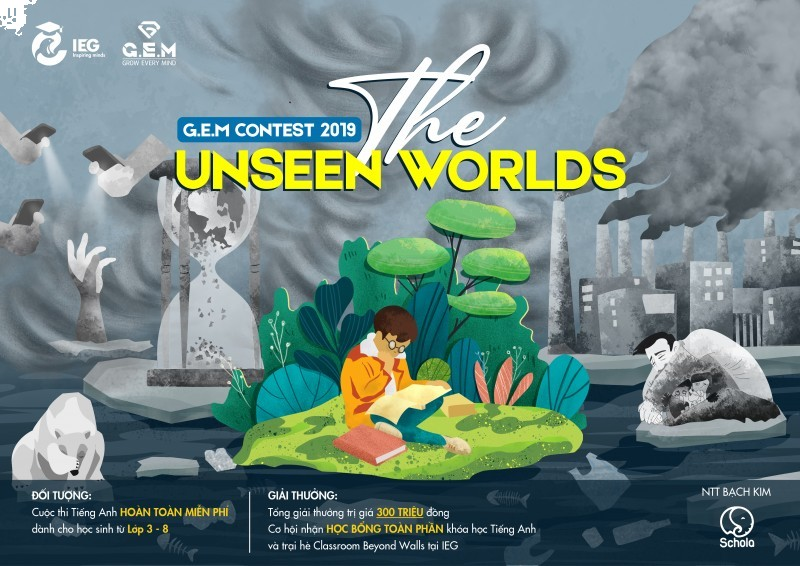 IEG
Inspiring minds
G.E.M
GROW EVERY MIND
The
G.E.M CONTEST 2019
UNSEEN WORLDS
ĐỐI TƯỢNG:
Cuộc thi Tiếng Anh HOÀN TOÀN MIỄN PHÍ
dành cho học sinh từ Lớp 3 - 8
GIẢI THƯỞNG:
Tổng giải thưởng trị giá 300 TRIỆU đồng
Cơ hội nhận HỌC BỔNG TOÀN PHẦN khóa học Tiếng Anh
và trại hè Classroom Beyond Walls tại IEG
NTT BẠCH KIM
Schola